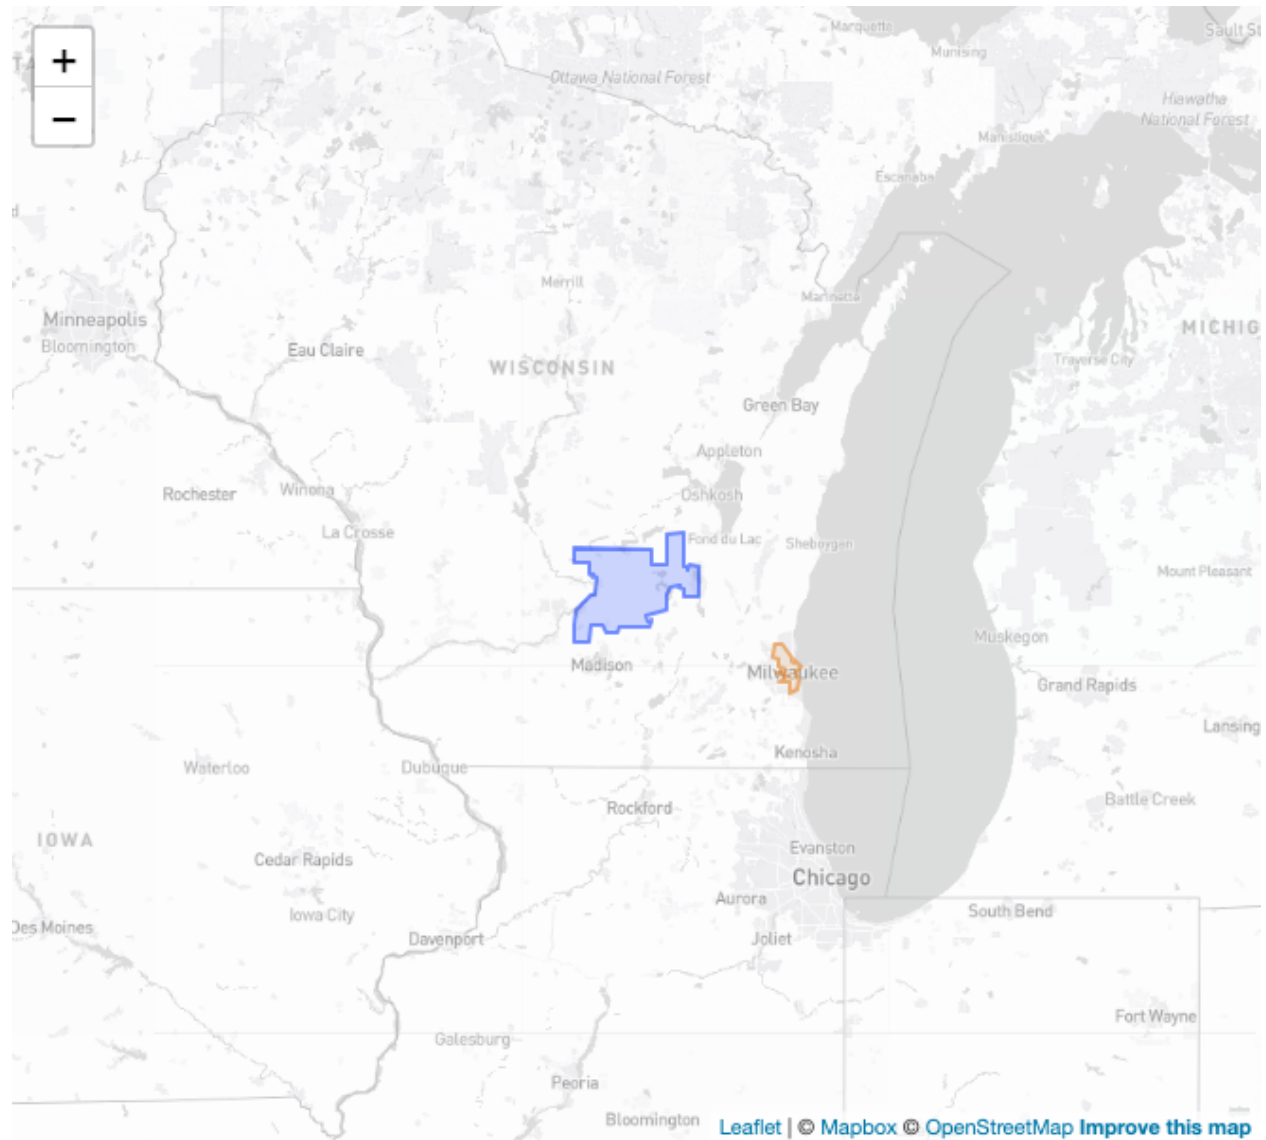 Marquette
Sault St
Munising
TA
Ottawa National Forest
Hiawatha
National Forest
Manistique
Escanaba
d
Merrill
Marinette
Minneapolis
MICHIG
Bloomington
Eau Claire
Traverse City
WISCONSIN
Green Bay
Appleton
Rochester
Winona
Oshkosh
La Crosse
Fond du Lac
Sheboygan
Mount Pleasant
Muskegon
Madison
Milwaukee
Grand Rapids
Lansing
Kenosha
Waterloo
Dubuque
Rockford
Battle Creek
IOWA
Evanston
Cedar Rapids
Chicago
Aurora
Iowa City
South Bend
Des Moines
Davenport
Joliet
Fort Wayne
Galesburg
Peoria
Bloomington
+
−
Leaflet | © Mapbox © OpenStreetMap Improve this map